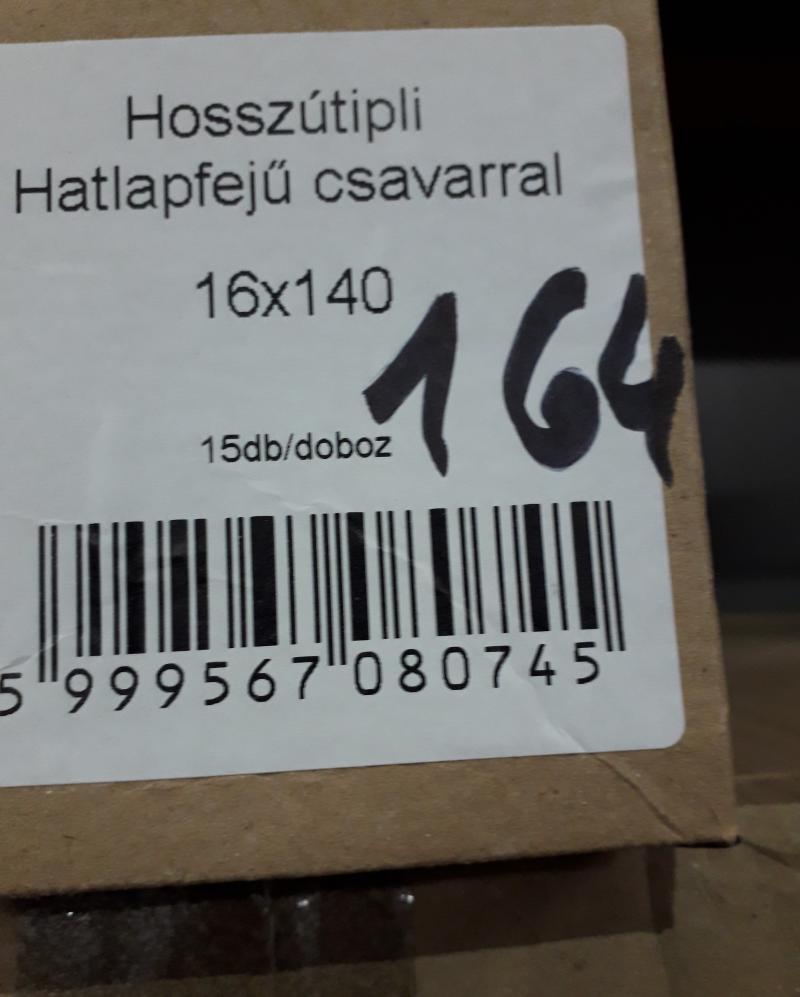 Hosszútipli
Hatlapfejű csavarral
16x140
164
15db/doboz
5 999567 080745